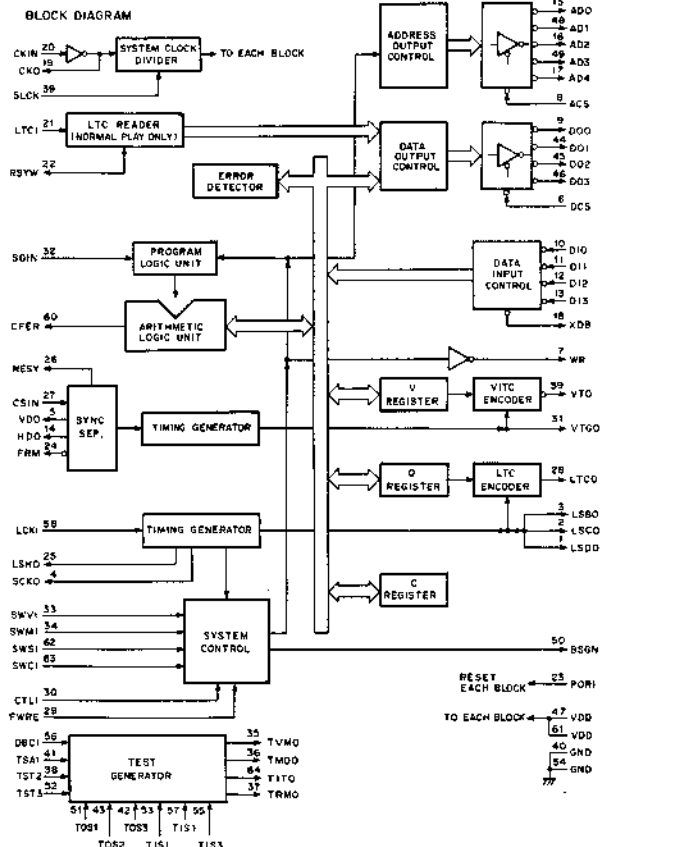 BLOCK DIAGRAM
CKIN 20
CKO 19
SYSTEM CLOCK
DIVIDER
TO EACH BLOCK
SLCK 39
LTCI 21
LTC READER
(NORMAL PLAY ONLY)
RSYW 22
ERROR
DETECTOR
ADDRESS
OUTPUT
CONTROL
15 AD0
48 AD1
16 AD2
49 AD3
17 AD4
8 ACS
DATA
OUTPUT
CONTROL
9 DO0
44 DO1
45 DO2
46 DO3
6 DCS
SGIN 32
PROGRAM
LOGIC UNIT
DATA
INPUT
CONTROL
10 DI0
11 DI1
12 DI2
13 DI3
18 XDB
CFER 60
ARITHMETIC
LOGIC UNIT
7 WR
NESY 26
CSIN 27
VDO 5
HDO 14
FRM 24
SYNC
SEP.
TIMING GENERATOR
V
REGISTER
VITC
ENCODER
39 VTO
31 VTGO
O
REGISTER
LTC
ENCODER
28 LTCO
LCKI 58
TIMING GENERATOR
3 LSBO
2 LSCO
1 LSDO
LSHO 25
SCKO 4
C
REGISTER
SWVI 33
SWMI 34
SWSI 62
SWCI 63
SYSTEM
CONTROL
50 BSGN
CTLI 30
FWRE 29
RESET
EACH BLOCK
23 PORI
TO EACH BLOCK
47 VDD
61 VDD
40 GND
54 GND
DBCI 56
TSA1 41
TST2 38
TST3 52
TEST
GENERATOR
35 TVMO
36 TMOO
64 TITO
37 TRMO
51 43 42 53 57 55
TOS1 TOS3 TIS2
TOS2 TIS1 TIS3